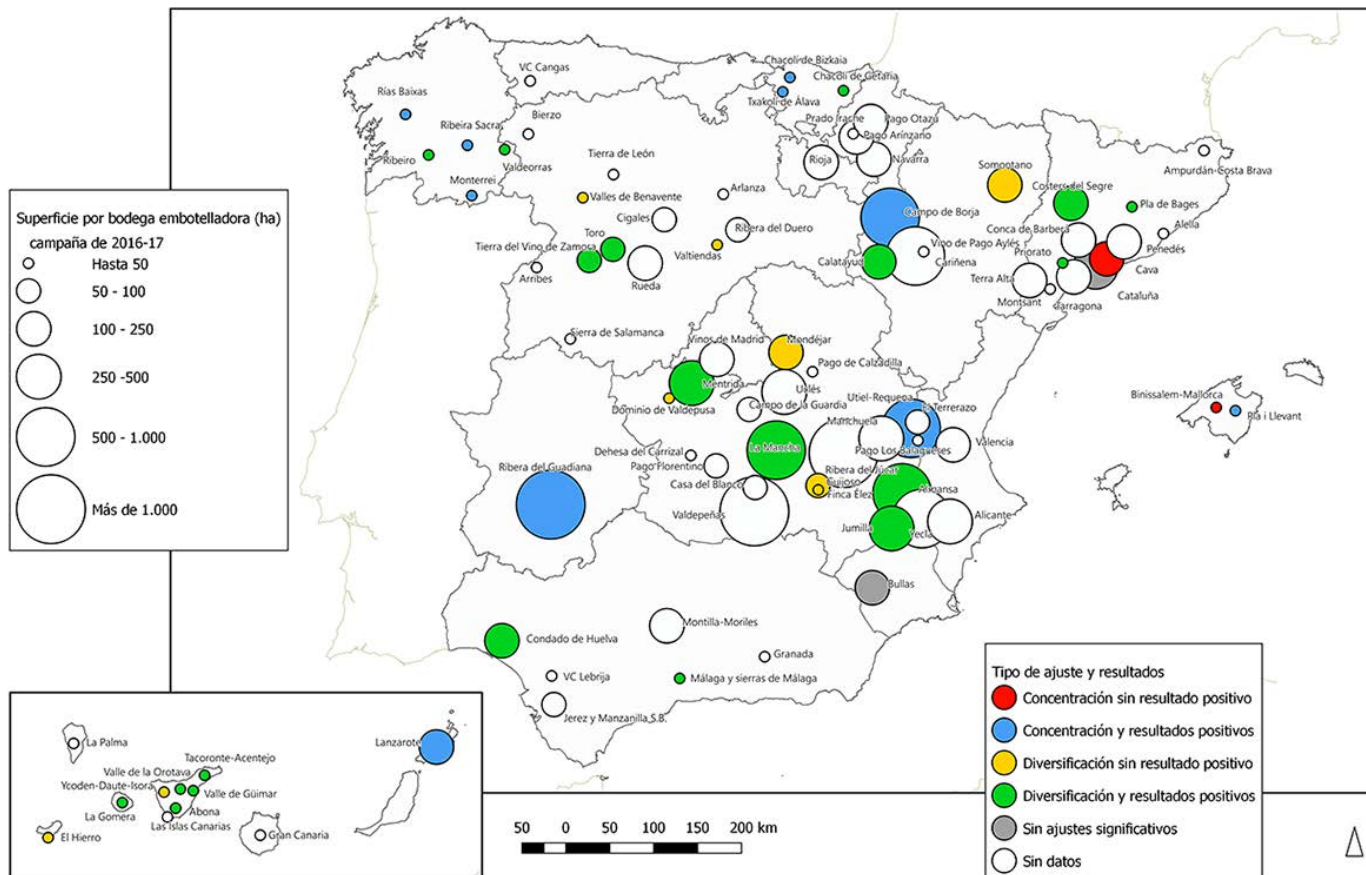 VC Cangas
Chacoli de Bizkaia
Chacoli de Getaria
Txakoli de Álava
Rías Baixas
Ribeira Sacra
Bierzo
Ribeiro
Valdeorras
Monterrei
Tierra de León
Valles de Benavente
Arlanza
Cigales
Ribera del Duero
Toro
Tierra del Vino de Zamora
Valtiendas
Arribes
Rueda
Sierra de Salamanca
Prado Irache
Pago Otazu
Pago Arínzano
Rioja
Navarra
Somontano
Campo de Borja
Vino de Pago Aylés
Calatayud
Cariñena
Ampurdán-Costa Brava
Costers del Segre
Pla de Bages
Alella
Conca de Barberá
Penedés
Priorato
Cava
Terra Alta
Cataluña
Montsant
Tarragona
Vinos de Madrid
Mondéjar
Pago de Calzadilla
Mentrida
Uclés
Dominio de Valdepusa
Campo de la Guardia
Utiel-Requena
El Terrerazo
Manchuela
La Mancha
Pago Los Balagueses
Valencia
Dehesa del Carrizal
Pago Florentino
Ribera del Júcar
Guijoso
Casa del Blanco
Finca Élez
Ribera del Guadiana
Valdepeñas
Almansa
Alicante
Jumilla
Yecla
Bullas
Binissalem-Mallorca
Pla i Llevant
Montilla-Moriles
Condado de Huelva
Granada
VC Lebrija
Málaga y sierras de Málaga
Jerez y Manzanilla S.B.
Superficie por bodega embotelladora (ha)
campaña de 2016-17
Hasta 50
50 - 100
100 - 250
250 -500
500 - 1.000
Más de 1.000
La Palma
Lanzarote
Tacoronte-Acentejo
Valle de la Orotava
Ycoden-Daute-Isora
Valle de Güimar
La Gomera
Abona
Las Islas Canarias
El Hierro
Gran Canaria
50 0 50 100 150 200 km
Tipo de ajuste y resultados
Concentración sin resultado positivo
Concentración y resultados positivos
Diversificación sin resultado positivo
Diversificación y resultados positivos
Sin ajustes significativos
Sin datos